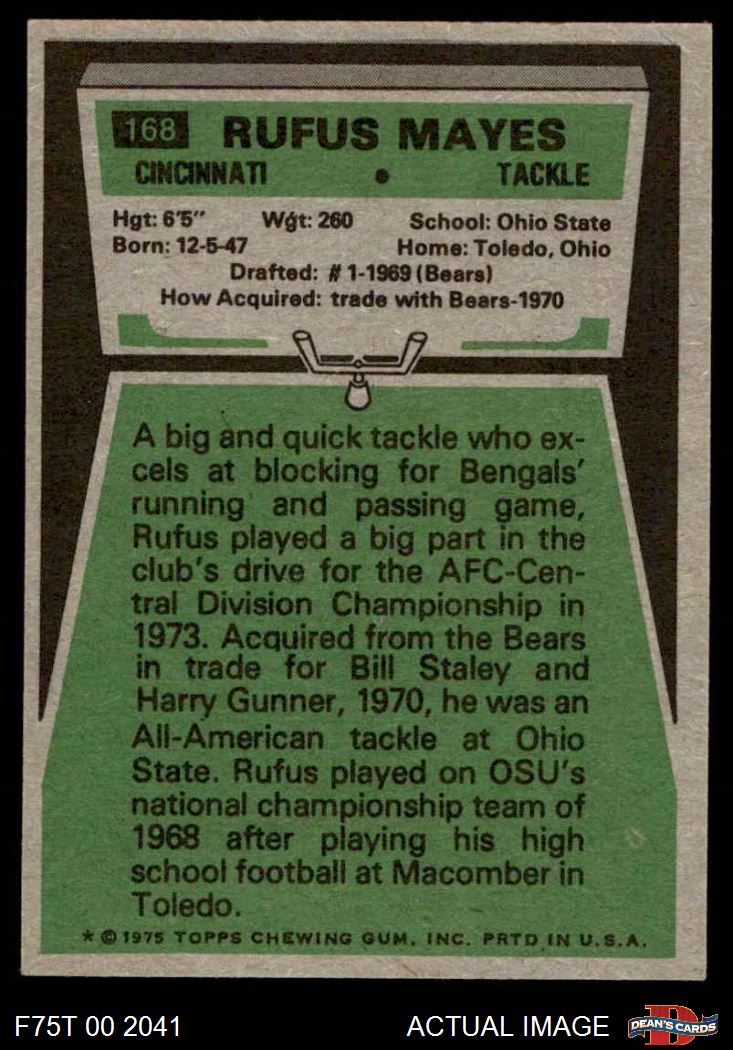 168 RUFUS MAYES
CINCINNATI • TACKLE
Hgt: 6'5" Wgt: 260 School: Ohio State
Born: 12-5-47 Home: Toledo, Ohio
Drafted: #1-1969 (Bears)
How Acquired: trade with Bears-1970
A big and quick tackle who ex-
cels at blocking for Bengals'
running and passing game,
Rufus played a big part in the
club's drive for the AFC-Cen-
tral Division Championship in
1973. Acquired from the Bears
in trade for Bill Staley and
Harry Gunner, 1970, he was an
All-American tackle at Ohio
State. Rufus played on OSU's
national championship team of
1968 after playing his high
school football at Macomber in
Toledo.
* © 1975 TOPPS CHEWING GUM, INC. PRTD IN U.S.A.
F75T 00 2041 ACTUAL IMAGE D DEAN'S CARDS